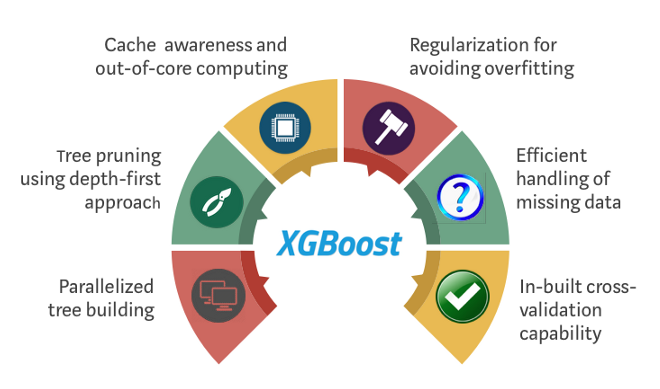 Cache awareness and
out-of-core computing
Regularization for
avoiding overfitting
Tree pruning
using depth-first
approach
Efficient
handling of
missing data
XGBoost
Parallelized
tree building
In-built cross-
validation
capability
?